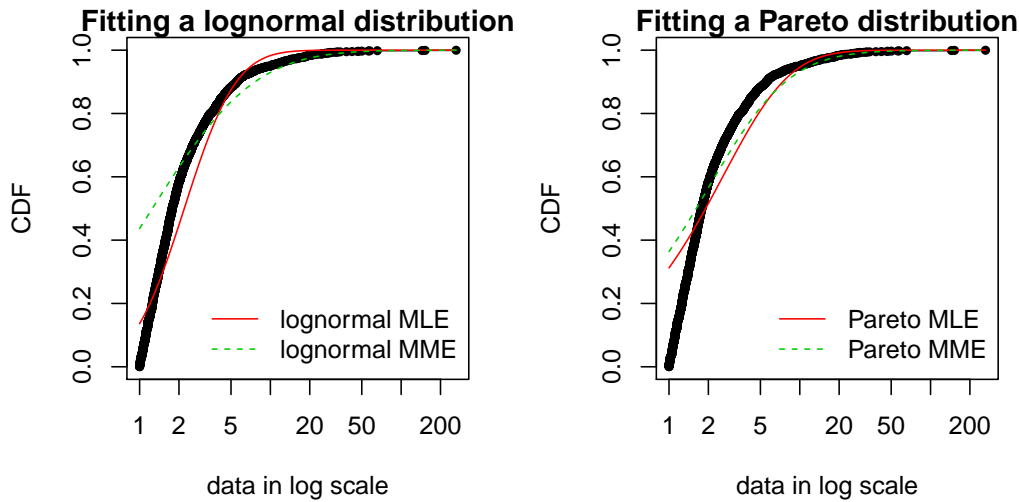 Fitting a lognormal distribution
CDF
1.0
0.8
0.6
0.4
0.2
0.0
lognormal MLE
lognormal MME
1 2 5 20 50 200
data in log scale
Fitting a Pareto distribution
CDF
1.0
0.8
0.6
0.4
0.2
0.0
Pareto MLE
Pareto MME
1 2 5 20 50 200
data in log scale